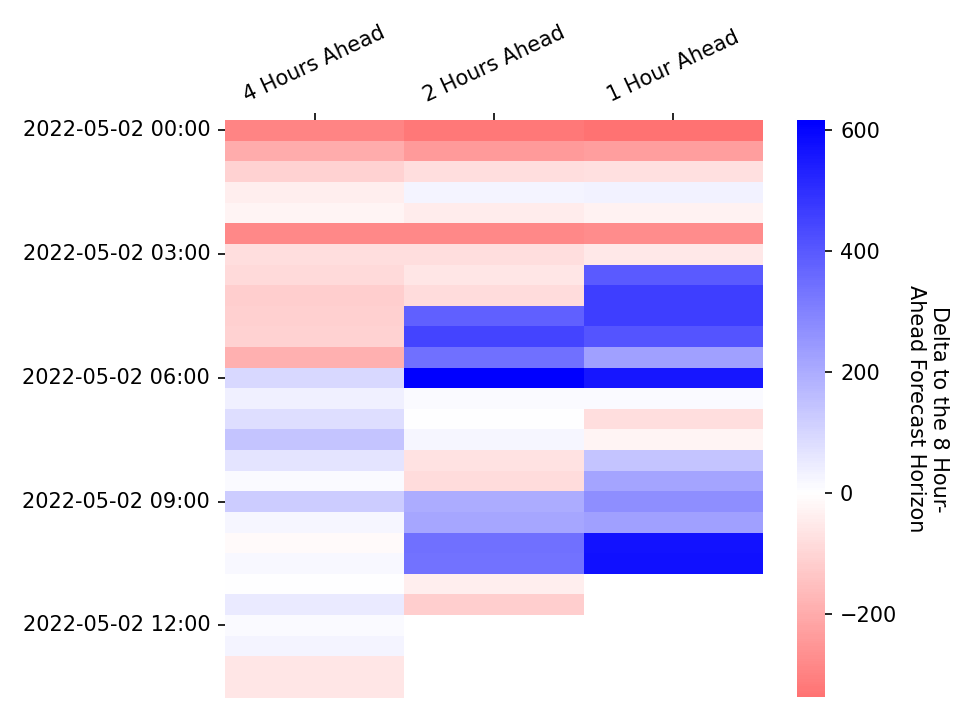 4 Hours Ahead
2 Hours Ahead
1 Hour Ahead
2022-05-02 00:00
2022-05-02 03:00
2022-05-02 06:00
2022-05-02 09:00
2022-05-02 12:00
600
400
200
0
−200
Delta to the 8 Hour-
Ahead Forecast Horizon